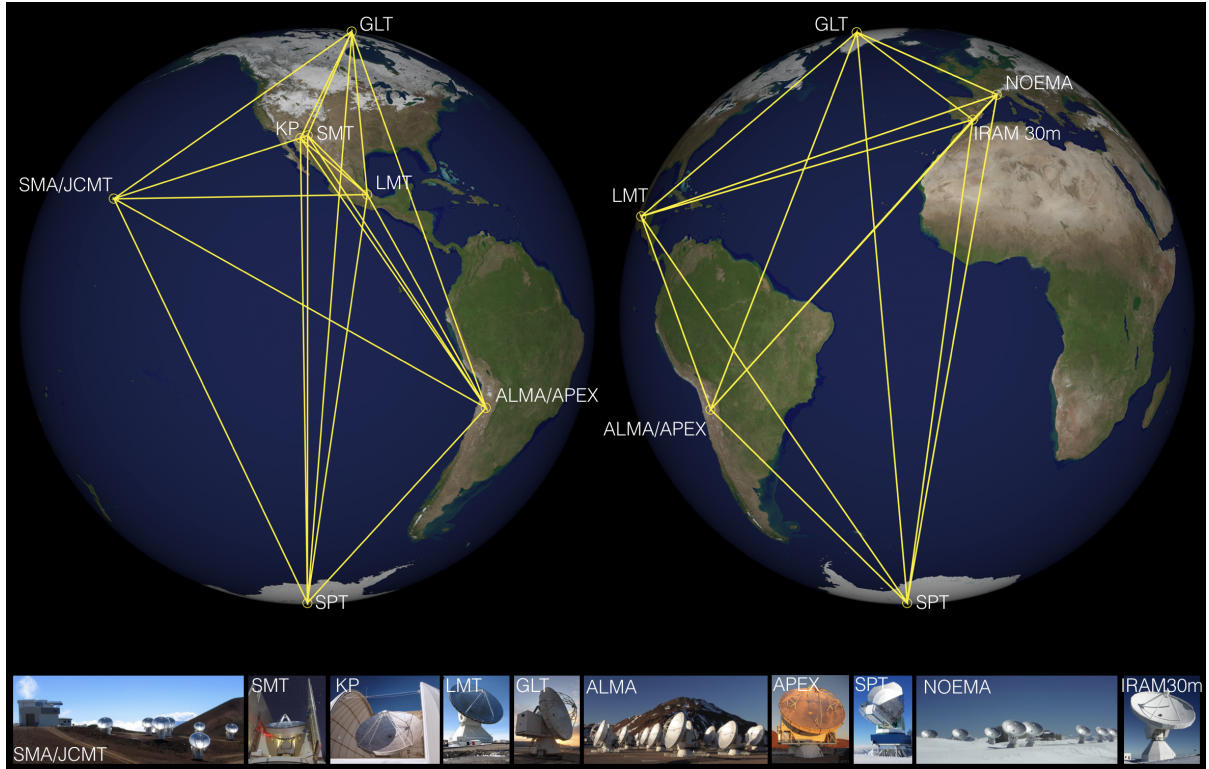 GLT
KP
SMT
SMA/JCMT
LMT
ALMA/APEX
SPT
GLT
NOEMA
IRAM 30m
LMT
ALMA/APEX
SPT
SMA/JCMT
SMT
KP
LMT
GLT
ALMA
APEX
SPT
NOEMA
IRAM30m